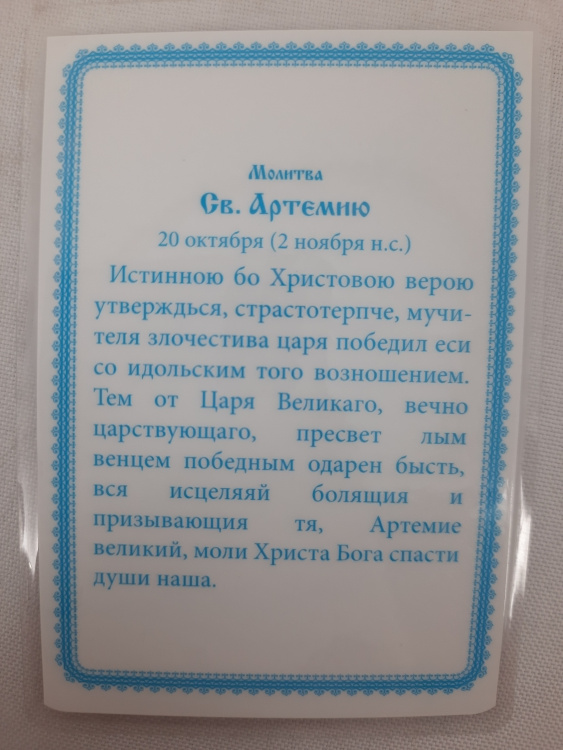 Молитва
Св. Артемию
20 октября (2 ноября н.с.)
Истинною бо Христовою верою
утверждься, страстотерпче, мучи-
теля злочестива царя победил еси
со идольским того возношением.
Тем от Царя Великаго, вечно
царствующаго, пресвет лым
венцем победным одарен бысть,
вся исцеляяй болящия и
призывающия тя, Артемие
великий, моли Христа Бога спасти
души наша.